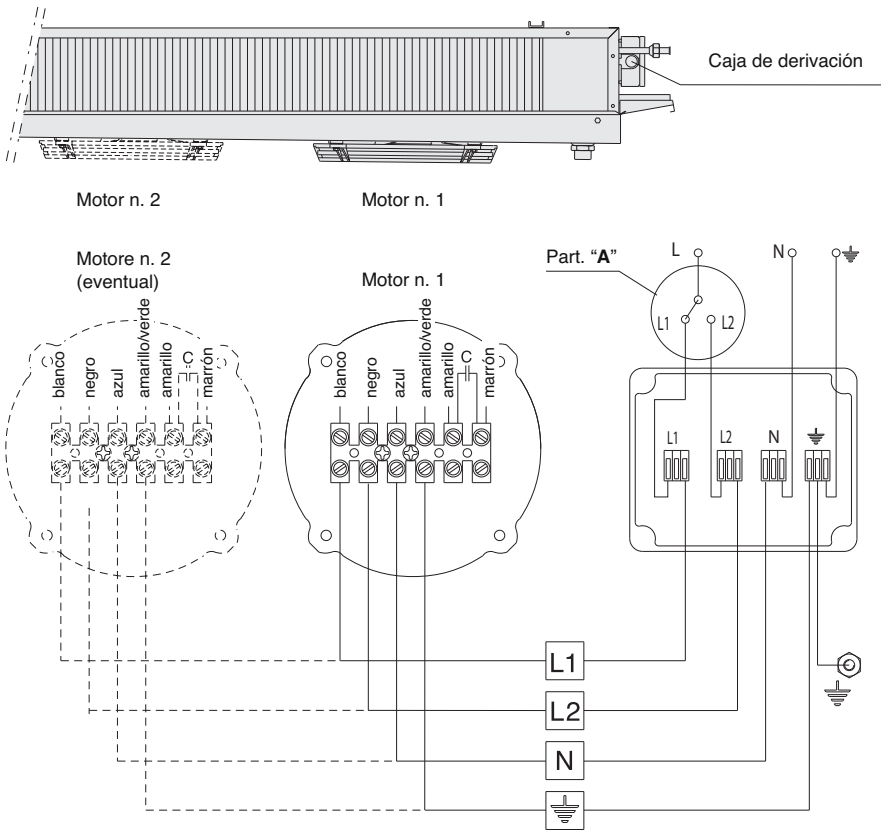 Caja de derivación
Motor n. 2
Motor n. 1
Motore n. 2
(eventual)
Motor n. 1
Part. “A”
L
N
L1
L2
blanco
negro
azul
amarillo/verde
amarillo
C
marrón
blanco
negro
azul
amarillo/verde
amarillo
C
marrón
L1
L2
N
L1
L2
N